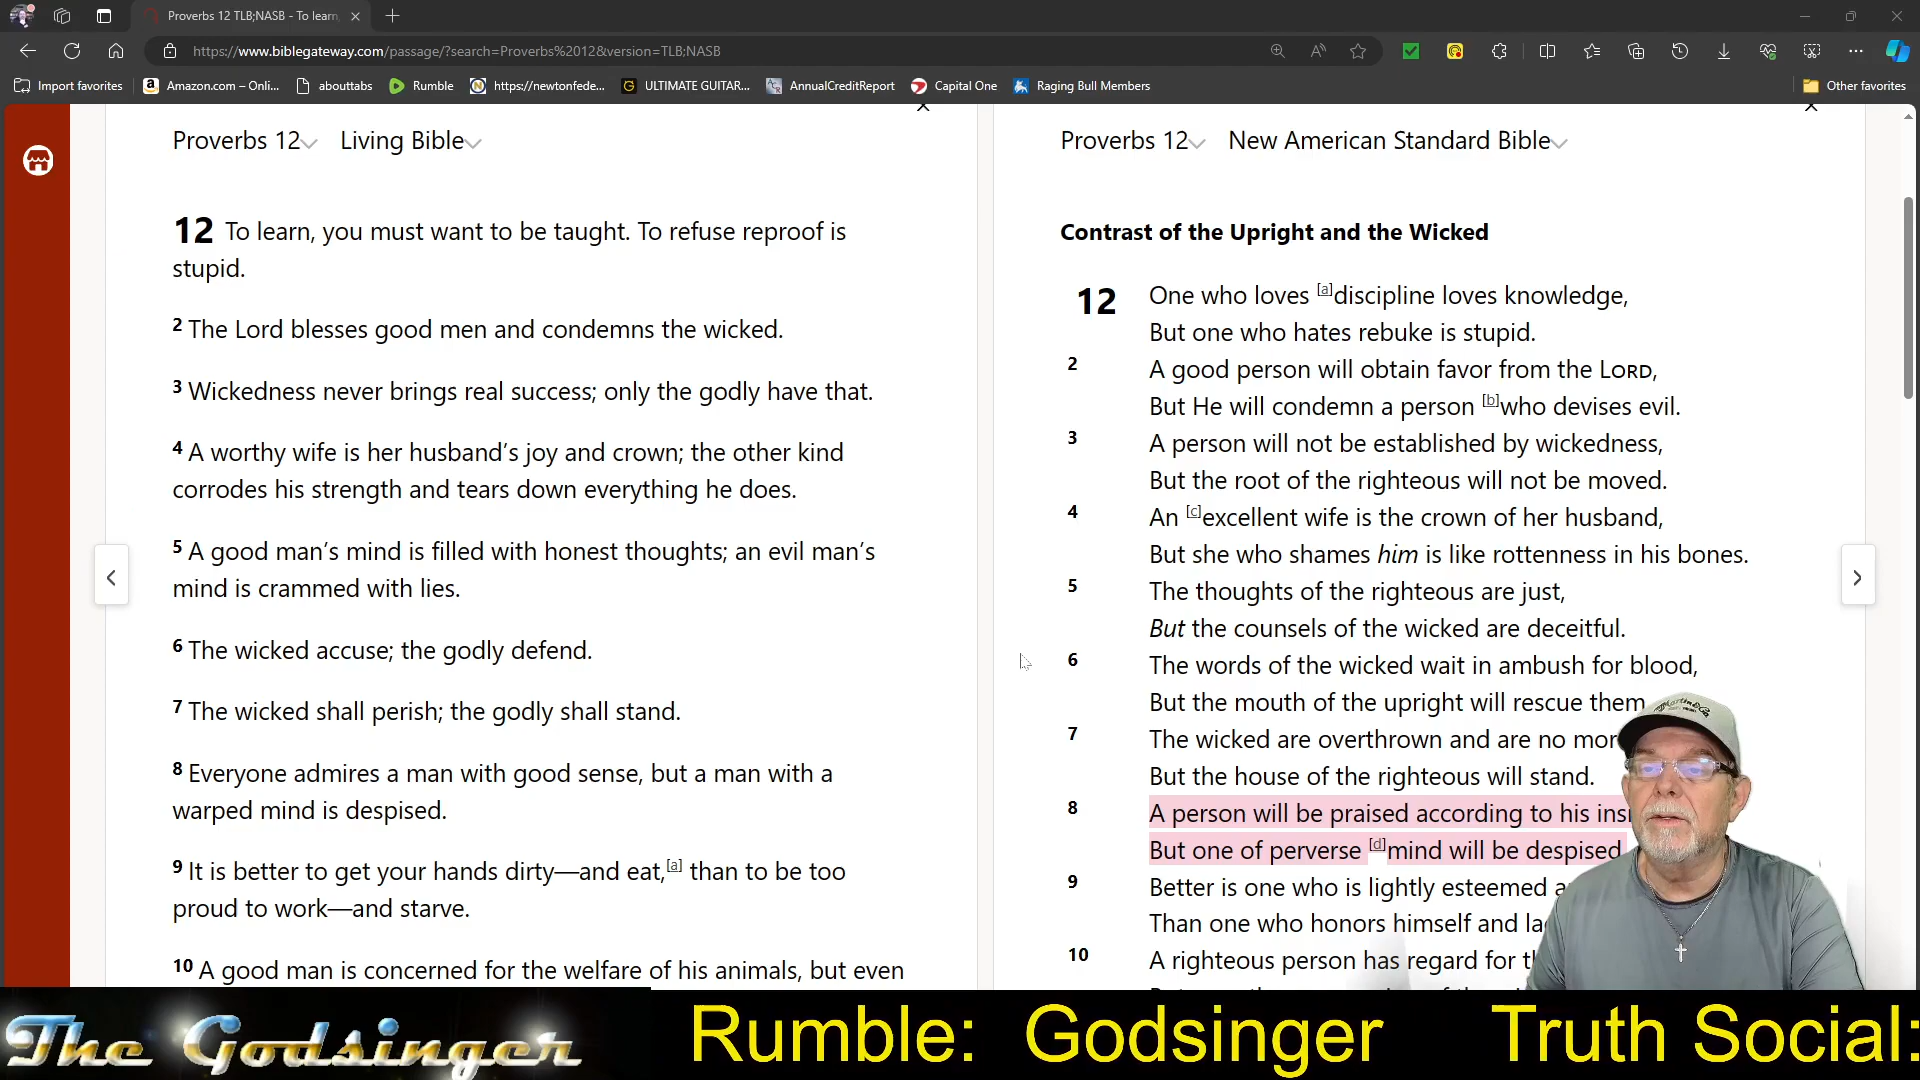 Proverbs 12 TLB;NASB - To learn,
https://www.biblegateway.com/passage/?search=Proverbs%2012&version=TLB;NASB
Import favorites Amazon.com – Onli... abouttabs Rumble https://newtonfede... ULTIMATE GUITAR... AnnualCreditReport Capital One Raging Bull Members Other favorites
Proverbs 12 Living Bible
12 To learn, you must want to be taught. To refuse reproof is
stupid.
2 The Lord blesses good men and condemns the wicked.
3 Wickedness never brings real success; only the godly have that.
4 A worthy wife is her husband’s joy and crown; the other kind
corrodes his strength and tears down everything he does.
5 A good man’s mind is filled with honest thoughts; an evil man’s
mind is crammed with lies.
6 The wicked accuse; the godly defend.
7 The wicked shall perish; the godly shall stand.
8 Everyone admires a man with good sense, but a man with a
warped mind is despised.
9 It is better to get your hands dirty—and eat,[a] than to be too
proud to work—and starve.
10 A good man is concerned for the welfare of his animals, but even
Proverbs 12 New American Standard Bible
Contrast of the Upright and the Wicked
12 One who loves [a]discipline loves knowledge,
But one who hates rebuke is stupid.
2 A good person will obtain favor from the LORD,
But He will condemn a person [b]who devises evil.
3 A person will not be established by wickedness,
But the root of the righteous will not be moved.
4 An [c]excellent wife is the crown of her husband,
But she who shames him is like rottenness in his bones.
5 The thoughts of the righteous are just,
But the counsels of the wicked are deceitful.
6 The words of the wicked wait in ambush for blood,
But the mouth of the upright will rescue them
7 The wicked are overthrown and are no mor
But the house of the righteous will stand.
8 A person will be praised according to his insi
But one of perverse [d]mind will be despised
9 Better is one who is lightly esteemed a
Than one who honors himself and la
10 A righteous person has regard for th
Martin & Co
The Godsinger
Rumble: Godsinger Truth Social: